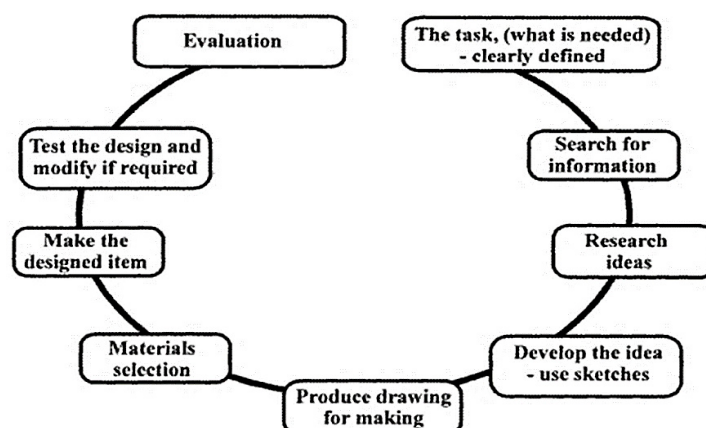 Evaluation
The task, (what is needed)
- clearly defined
Search for
information
Research
ideas
Develop the idea
- use sketches
Produce drawing
for making
Materials
selection
Make the
designed item
Test the design and
modify if required